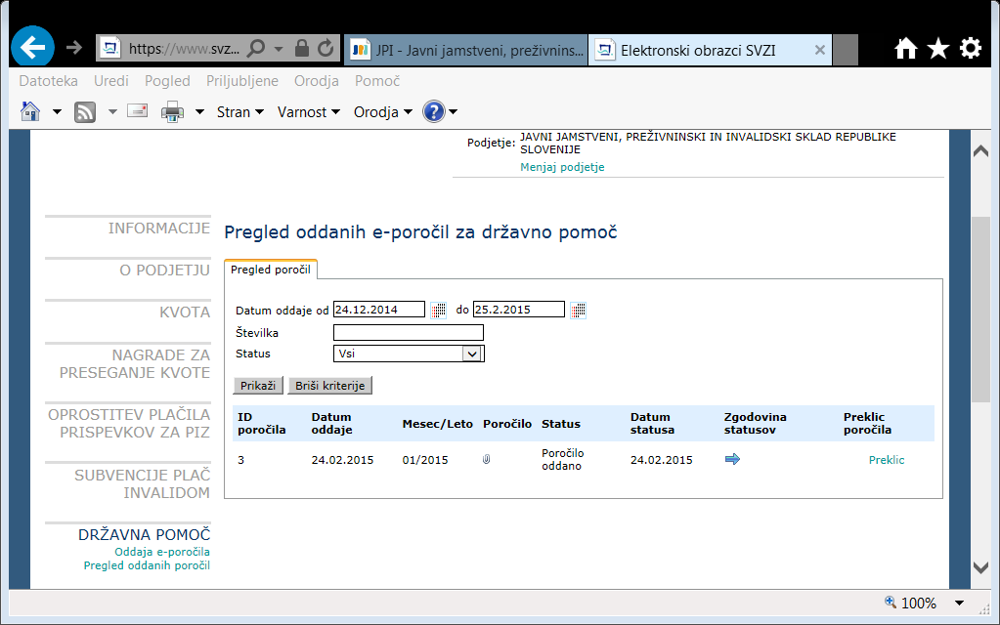 https://www.svz...
JPI - Javni jamstveni, preživnins...
Elektronski obrazci SVZI
Datoteka Uredi Pogled Priljubljene Orodja Pomoč
Stran Varnost Orodja
Podjetje: JAVNI JAMSTVENI, PREŽIVNINSKI IN INVALIDSKI SKLAD REPUBLIKE
SLOVENIJE
Menjaj podjetje
INFORMACIJE
O PODJETJU
KVOTA
NAGRADE ZA
PRESEGANJE KVOTE
OPROSTITEV PLAČILA
PRISPEVKOV ZA PIZ
SUBVENCIJE PLAČ
INVALIDOM
DRŽAVNA POMOČ
Oddaja e-poročila
Pregled oddanih poročil
Pregled oddanih e-poročil za državno pomoč
Pregled poročil
Datum oddaje od 24.12.2014 do 25.2.2015
Številka
Status Vsi
Prikaži Briši kriterije
ID poročila Datum oddaje Mesec/Leto Poročilo Status Datum statusa Zgodovina statusov Preklic poročila
3 24.02.2015 01/2015 Poročilo oddano 24.02.2015 Preklic
100%